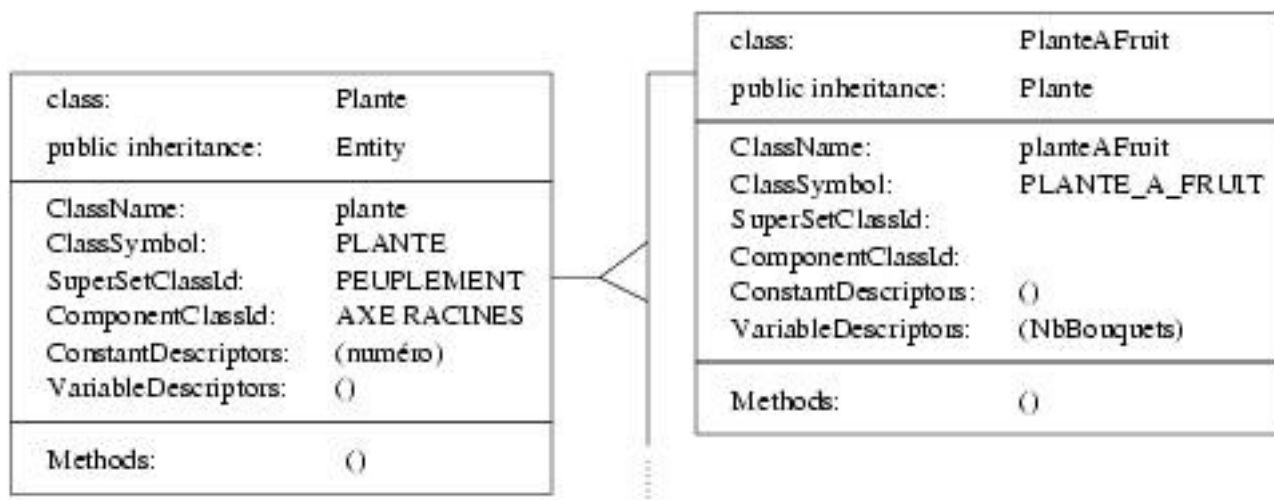 class: Plante
public inheritance: Entity
ClassName: plante
ClassSymbol: PLANTE
SuperSetClassId: PEUPLEMENT
ComponentClassId: AXE RACINES
ConstantDescriptors: (numéro)
VariableDescriptors: ()
Methods: ()
class: PlanteAFruit
public inheritance: Plante
ClassName: planteAFruit
ClassSymbol: PLANTE_A_FRUIT
SuperSetClassId:
ComponentClassId:
ConstantDescriptors: ()
VariableDescriptors: (NbBouquets)
Methods: ()